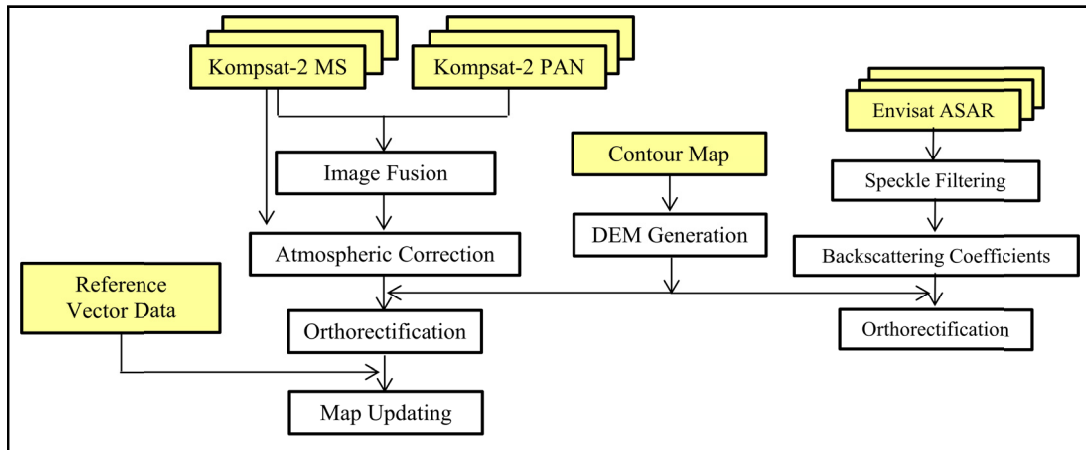 Kompsat-2 MS
Kompsat-2 PAN
Envisat ASAR
Image Fusion
Contour Map
Speckle Filtering
Atmospheric Correction
DEM Generation
Backscattering Coefficients
Reference
Vector Data
Orthorectification
Orthorectification
Map Updating